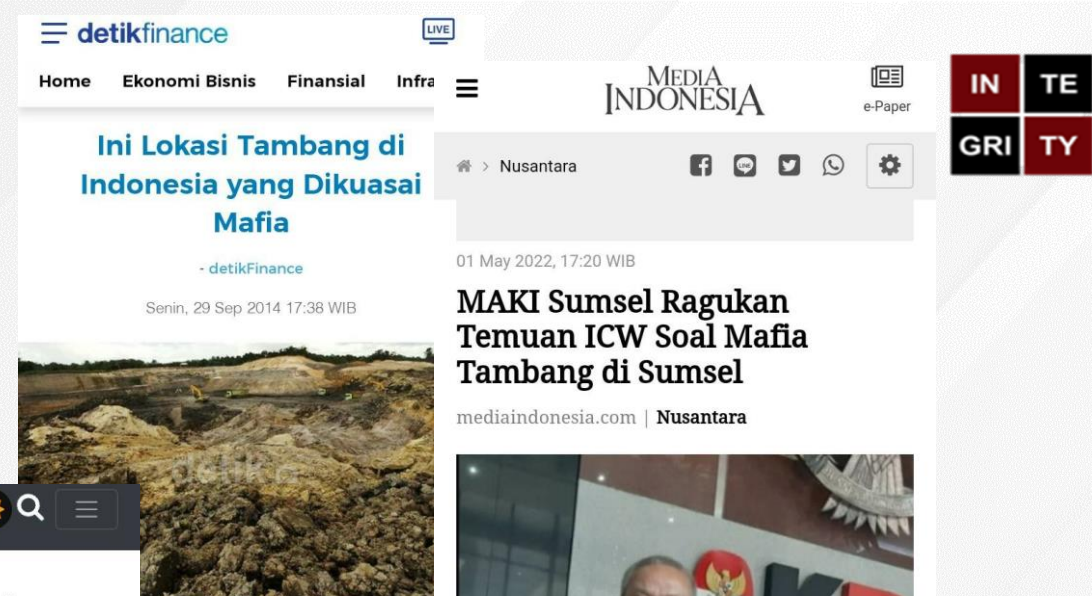 detikfinance
LIVE
Home Ekonomi Bisnis Finansial Infra
Ini Lokasi Tambang di
Indonesia yang Dikuasai
Mafia
- detikFinance
Senin, 29 Sep 2014 17:38 WIB
detik
MEDIA
INDONESIA
e-Paper
Nusantara
LINE
01 May 2022, 17:20 WIB
MAKI Sumsel Ragukan
Temuan ICW Soal Mafia
Tambang di Sumsel
mediaindonesia.com | Nusantara
IN TE
GRI TY